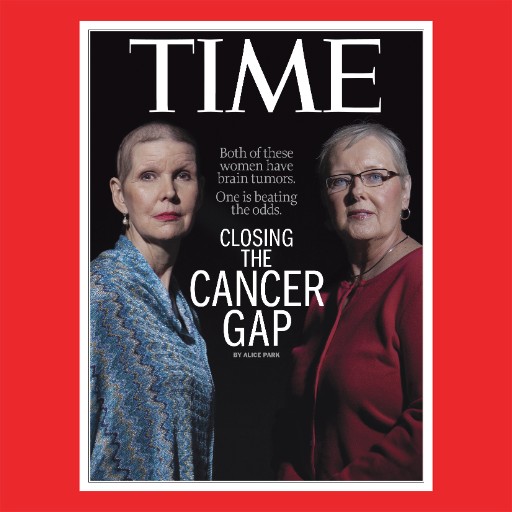 TIME
Both of these
women have
brain tumors.
One is beating
the odds.
CLOSING
THE
CANCER
GAP
BY ALICE PARK